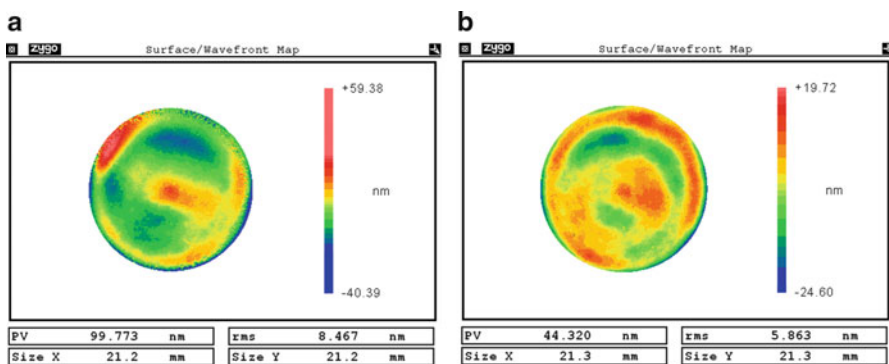 a
zygo Surface/Wavefront Map
+59.38
nm
-40.39
PV 99.773 nm rms 8.467 nm
Size X 21.2 mm Size Y 21.2 mm
b
zygo Surface/Wavefront Map
+19.72
nm
-24.60
PV 44.320 nm rms 5.863 nm
Size X 21.3 mm Size Y 21.3 mm